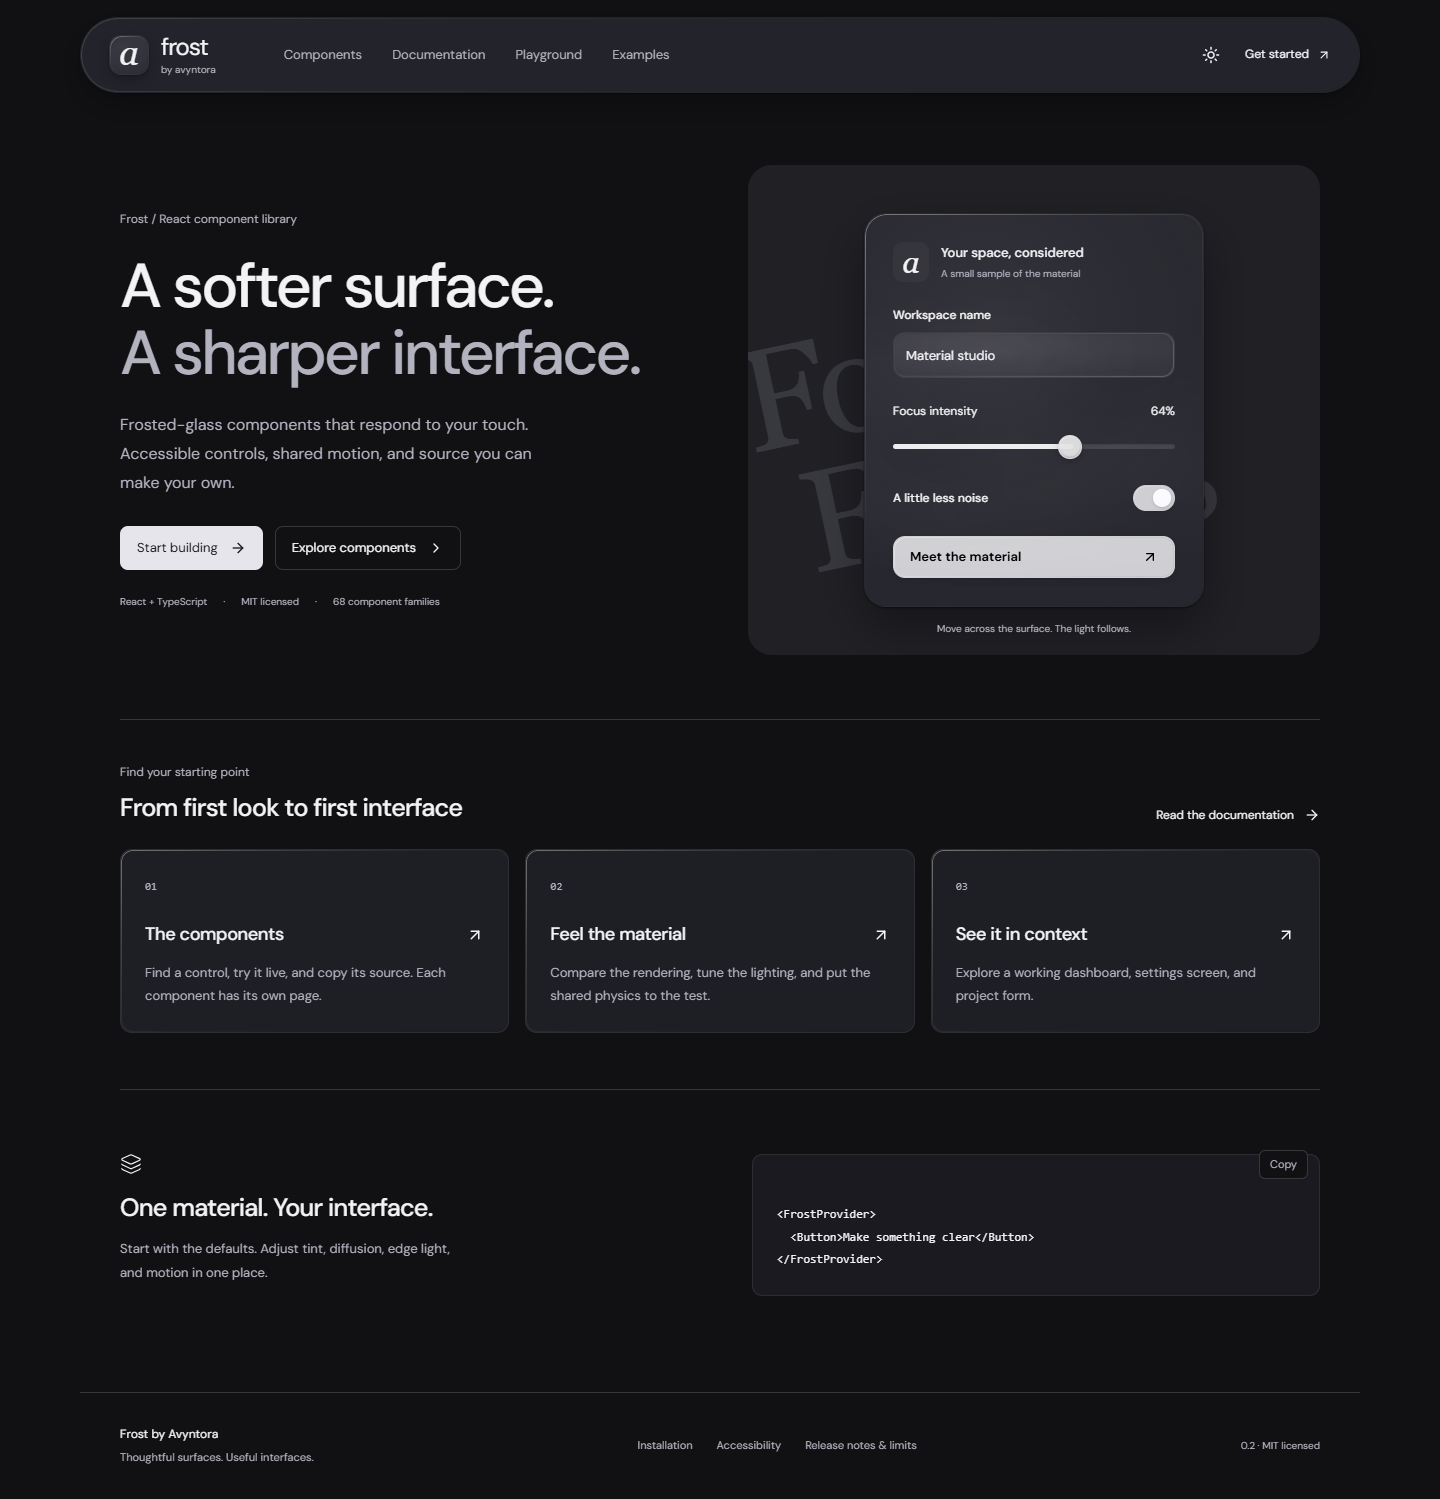 a
frost
by avyntora
Components
Documentation
Playground
Examples
Get started
Frost / React component library
A softer surface.
A sharper interface.
Frosted-glass components that respond to your touch.
Accessible controls, shared motion, and source you can
make your own.
Start building
Explore components
React + TypeScript · MIT licensed · 68 component families
a
Your space, considered
A small sample of the material
Workspace name
Material studio
Focus intensity
64%
A little less noise
Meet the material
Move across the surface. The light follows.
Find your starting point
From first look to first interface
Read the documentation
01
The components
Find a control, try it live, and copy its source. Each
component has its own page.
02
Feel the material
Compare the rendering, tune the lighting, and put the
shared physics to the test.
03
See it in context
Explore a working dashboard, settings screen, and
project form.
One material. Your interface.
Start with the defaults. Adjust tint, diffusion, edge light,
and motion in one place.
Copy
<FrostProvider>
  <Button>Make something clear</Button>
</FrostProvider>
Frost by Avyntora
Thoughtful surfaces. Useful interfaces.
Installation
Accessibility
Release notes & limits
0.2 · MIT licensed